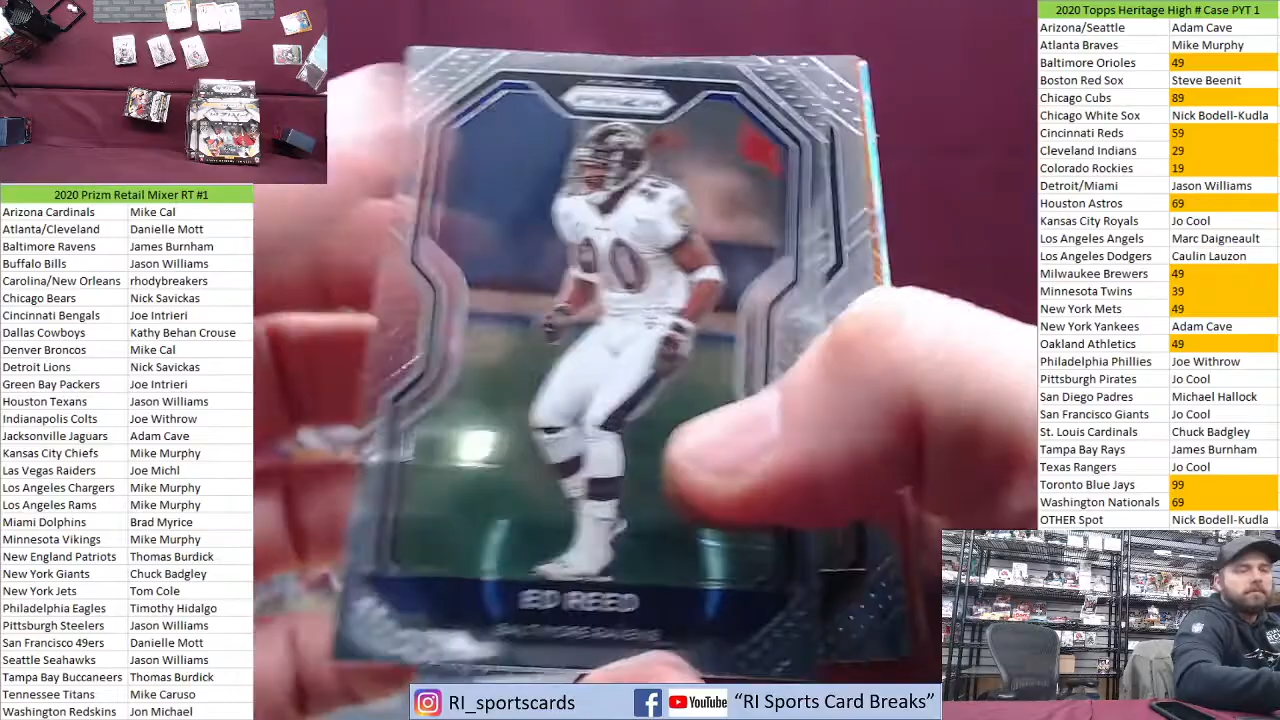 2020 Prizm Retail Mixer RT #1
Arizona Cardinals Mike Cal
Atlanta/Cleveland Danielle Mott
Baltimore Ravens James Burnham
Buffalo Bills Jason Williams
Carolina/New Orleans rhodybreakers
Chicago Bears Nick Savickas
Cincinnati Bengals Joe Intrieri
Dallas Cowboys Kathy Behan Crouse
Denver Broncos Mike Cal
Detroit Lions Nick Savickas
Green Bay Packers Joe Intrieri
Houston Texans Jason Williams
Indianapolis Colts Joe Withrow
Jacksonville Jaguars Adam Cave
Kansas City Chiefs Mike Murphy
Las Vegas Raiders Joe Michl
Los Angeles Chargers Mike Murphy
Los Angeles Rams Mike Murphy
Miami Dolphins Brad Myrice
Minnesota Vikings Mike Murphy
New England Patriots Thomas Burdick
New York Giants Chuck Badgley
New York Jets Tom Cole
Philadelphia Eagles Timothy Hidalgo
Pittsburgh Steelers Jason Williams
San Francisco 49ers Danielle Mott
Seattle Seahawks Jason Williams
Tampa Bay Buccaneers Thomas Burdick
Tennessee Titans Mike Caruso
Washington Redskins Jon Michael
PRIZM
20
ED REED
2020 Topps Heritage High # Case PYT 1
Arizona/Seattle Adam Cave
Atlanta Braves Mike Murphy
Baltimore Orioles 49
Boston Red Sox Steve Beenit
Chicago Cubs 89
Chicago White Sox Nick Bodell-Kudla
Cincinnati Reds 59
Cleveland Indians 29
Colorado Rockies 19
Detroit/Miami Jason Williams
Houston Astros 69
Kansas City Royals Jo Cool
Los Angeles Angels Marc Daigneault
Los Angeles Dodgers Caulin Lauzon
Milwaukee Brewers 49
Minnesota Twins 39
New York Mets 49
New York Yankees Adam Cave
Oakland Athletics 49
Philadelphia Phillies Joe Withrow
Pittsburgh Pirates Jo Cool
San Diego Padres Michael Hallock
San Francisco Giants Jo Cool
St. Louis Cardinals Chuck Badgley
Tampa Bay Rays James Burnham
Texas Rangers Jo Cool
Toronto Blue Jays 99
Washington Nationals 69
OTHER Spot Nick Bodell-Kudla
RI_sportscards YouTube "RI Sports Card Breaks"